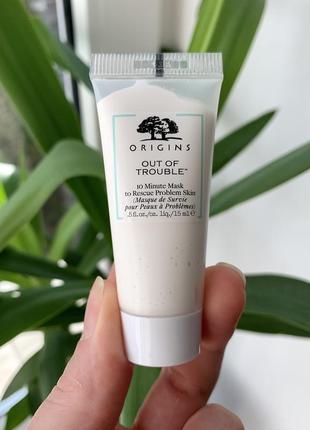 ORIGINS
OUT OF
TROUBLE™
10 Minute Mask
to Rescue Problem Skin
(Masque de Survie
pour Peaux à Problèmes)
.5 fl.oz./oz. liq./15 ml ℮